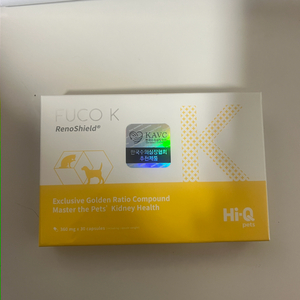 FUCO K
RenoShield®
KAVC
한국수의심장협회
추천제품
K
Exclusive Golden Ratio Compound
Master the Pets' Kidney Health
Hi-Q
pets